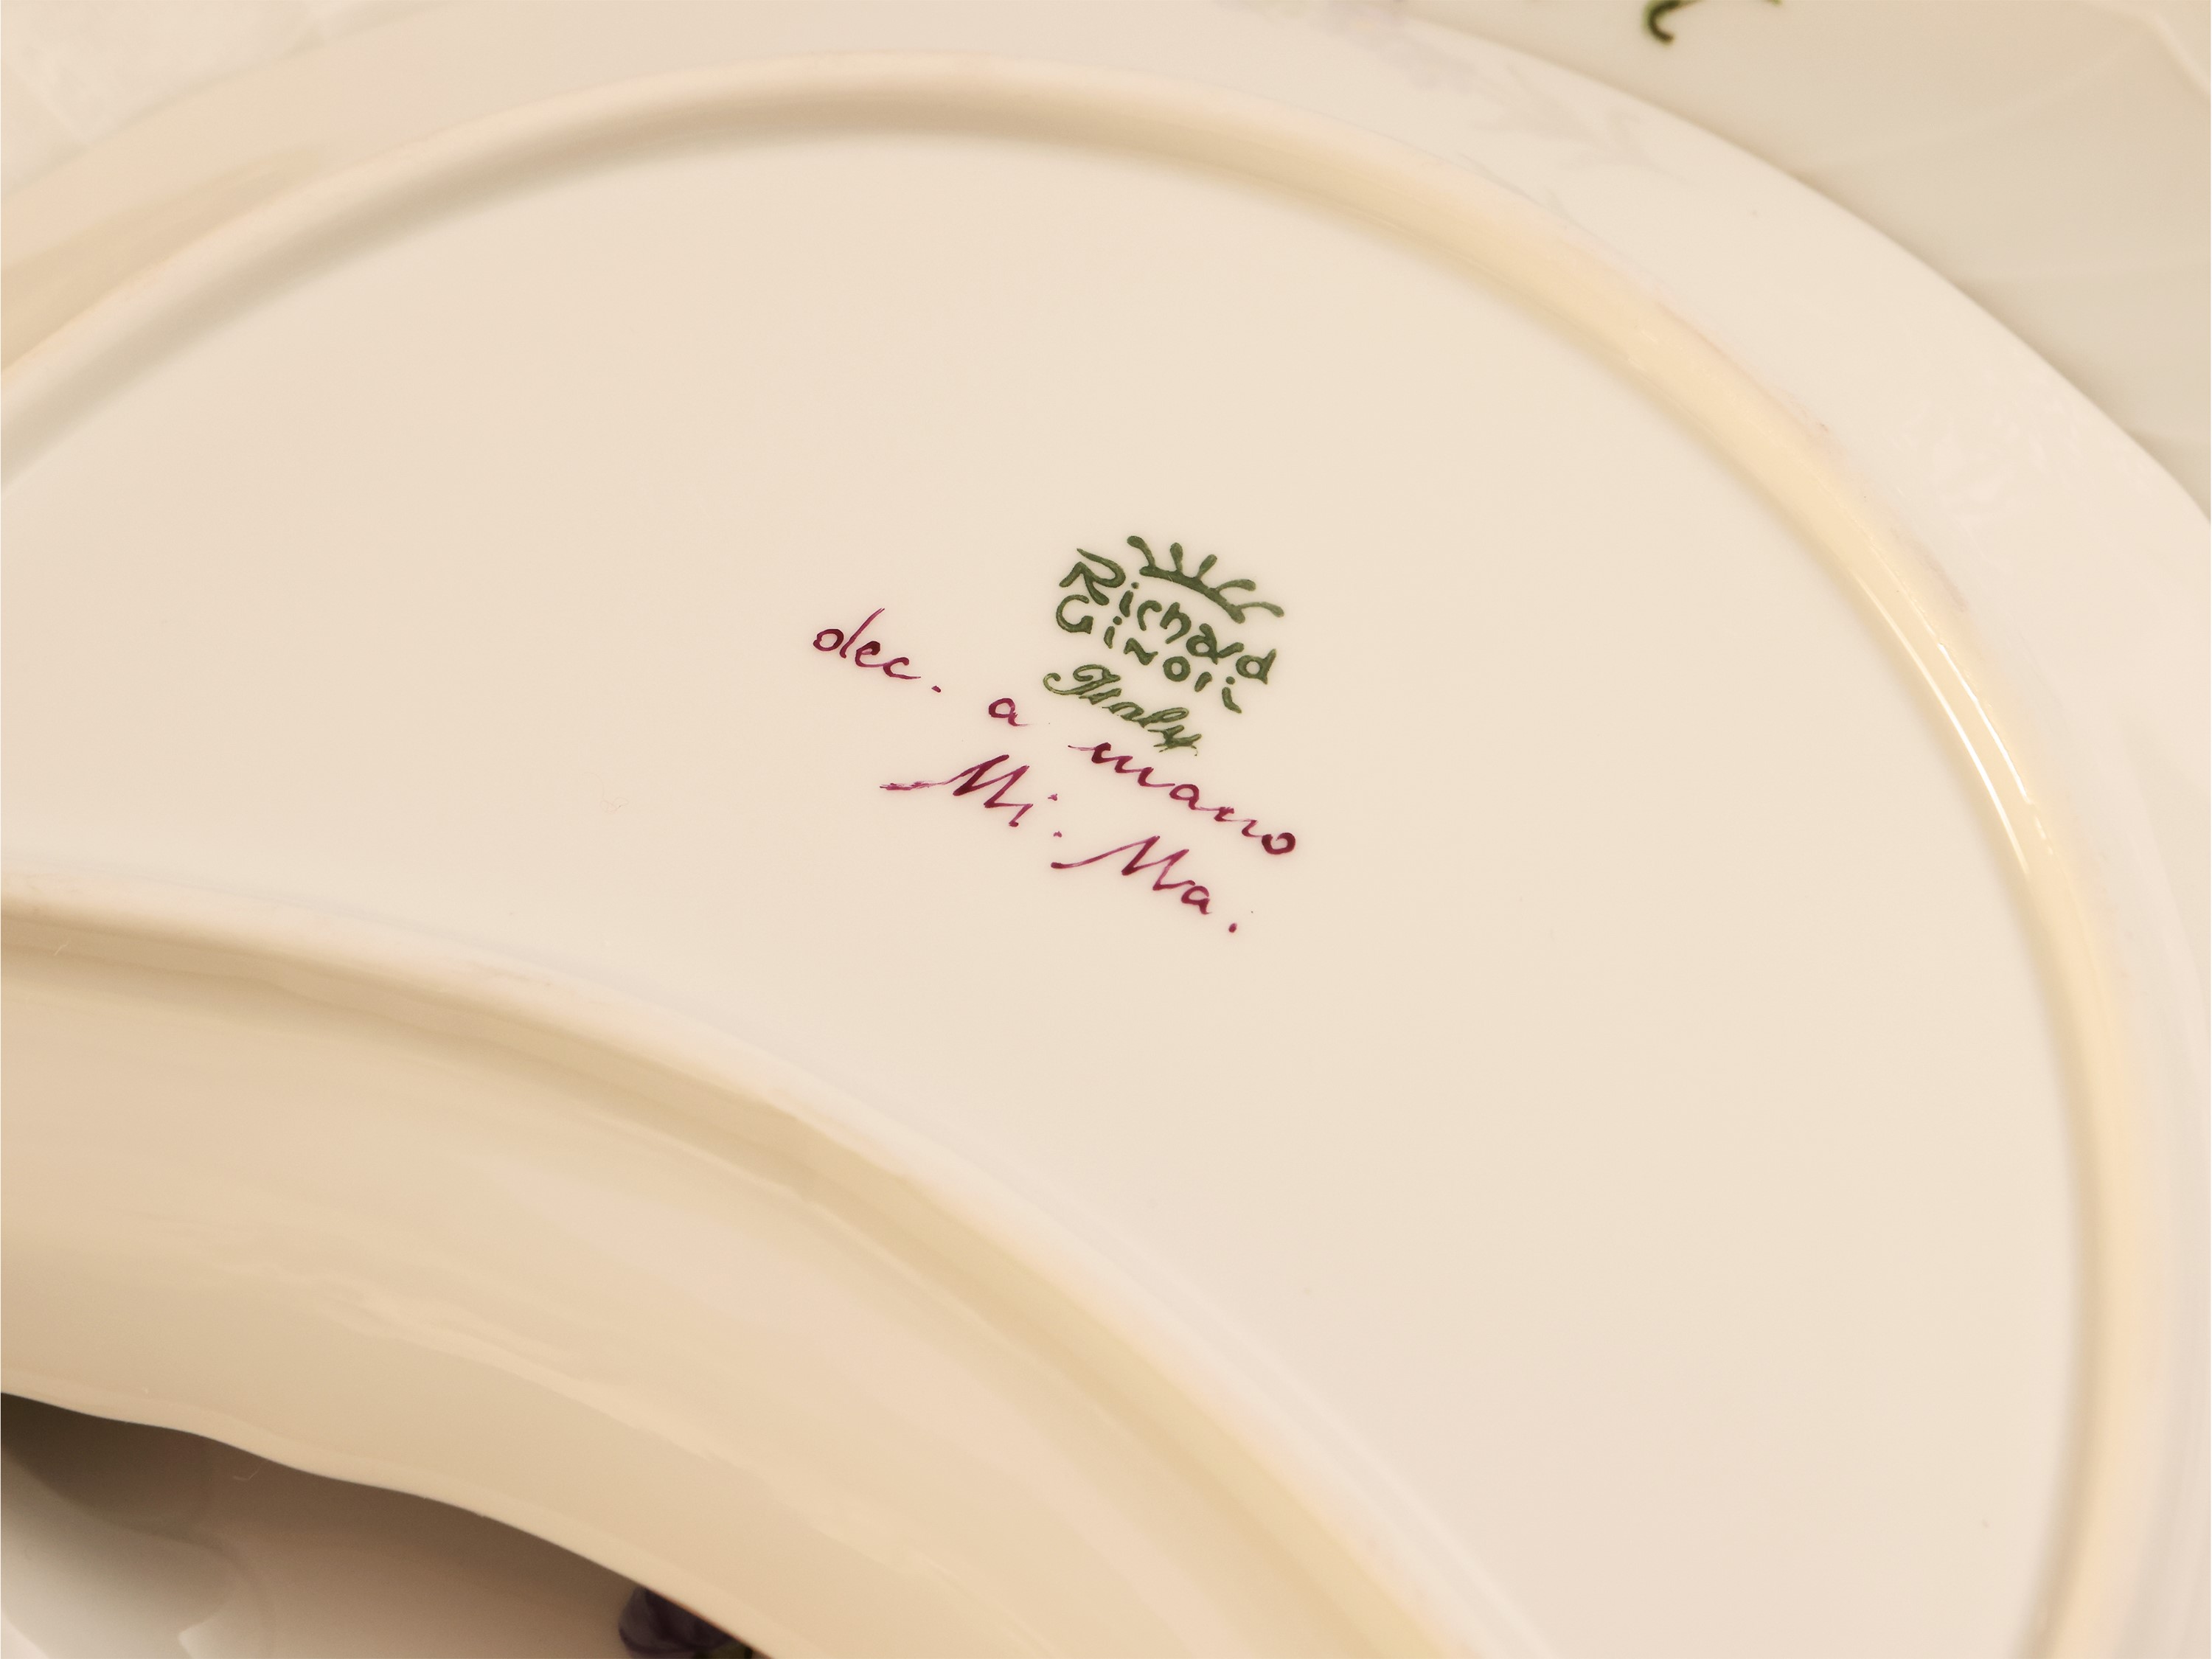 Richard
Ginori
Italy
dec. a mano
Mi. Ma.